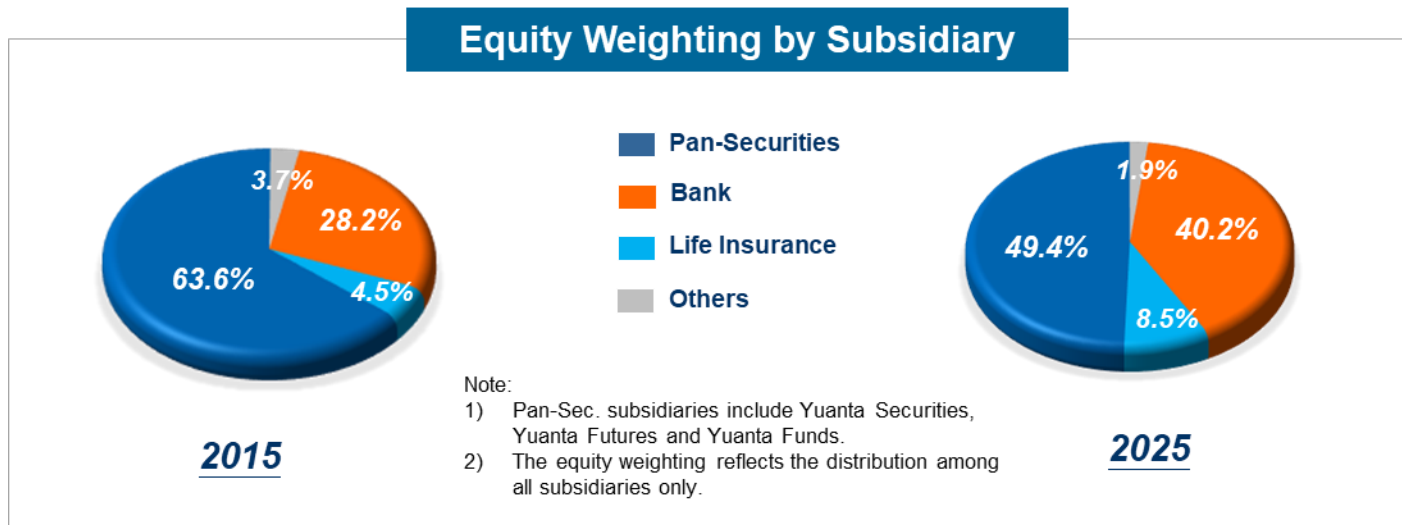 Equity Weighting by Subsidiary
3.7%
28.2%
63.6%
4.5%
2015
Pan-Securities
Bank
Life Insurance
Others
1.9%
40.2%
49.4%
8.5%
2025
Note:
1) Pan-Sec. subsidiaries include Yuanta Securities,
Yuanta Futures and Yuanta Funds.
2) The equity weighting reflects the distribution among
all subsidiaries only.